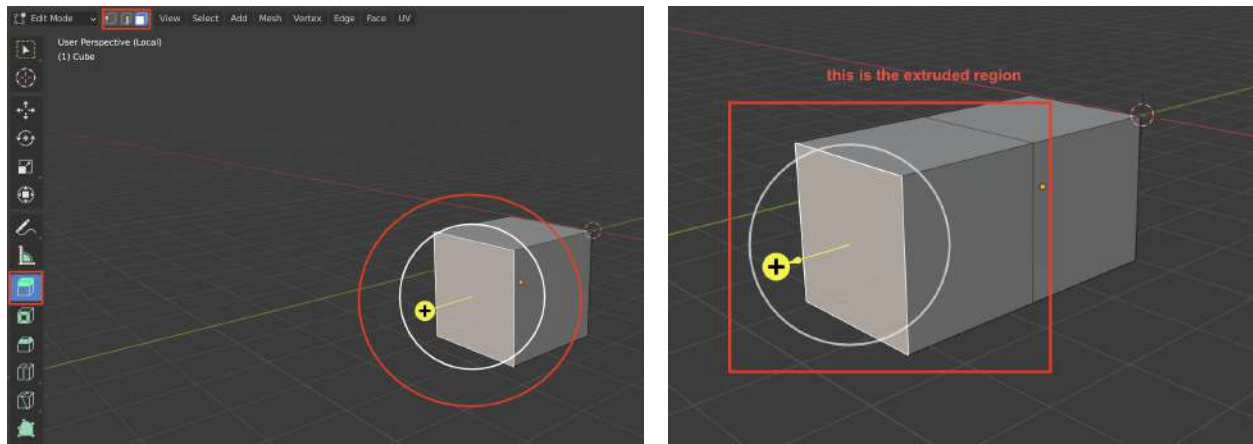 Edit Mode View Select Add Mesh Vertex Edge Face UV
User Perspective (Local)
(1) Cube
this is the extruded region